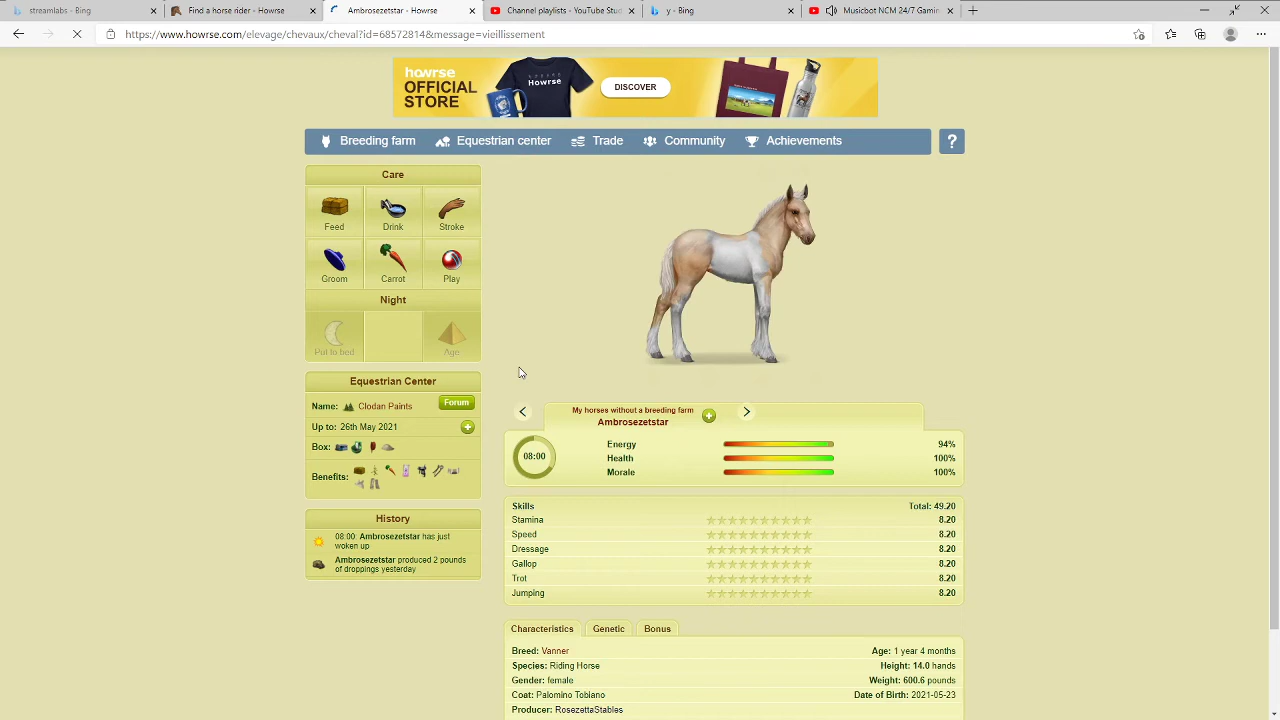 streamlabs - Bing
Find a horse rider - Howrse
Ambrosezetstar - Howrse
Channel playlists - YouTube Stud
y - Bing
Musicbot NCM 24/7 Gamin
https://www.howrse.com/elevage/chevaux/cheval?id=68572814&message=vieillissement
howrse
OFFICIAL
STORE
Howrse
DISCOVER
Breeding farm
Equestrian center
Trade
Community
Achievements
?
Care
Feed
Drink
Stroke
Groom
Carrot
Play
Night
Put to bed
Age
Equestrian Center
Name: Clodan Paints
Forum
Up to: 26th May 2021
Box:
Benefits:
History
08:00: Ambrosezetstar has just
woken up
Ambrosezetstar produced 2 pounds
of droppings yesterday
My horses without a breeding farm
Ambrosezetstar
08:00
Energy 94%
Health 100%
Morale 100%
Skills Total: 49.20
Stamina 8.20
Speed 8.20
Dressage 8.20
Gallop 8.20
Trot 8.20
Jumping 8.20
Characteristics
Genetic
Bonus
Breed: Vanner Age: 1 year 4 months
Species: Riding Horse Height: 14.0 hands
Gender: female Weight: 600.6 pounds
Coat: Palomino Tobiano Date of Birth: 2021-05-23
Producer: RosezettaStables